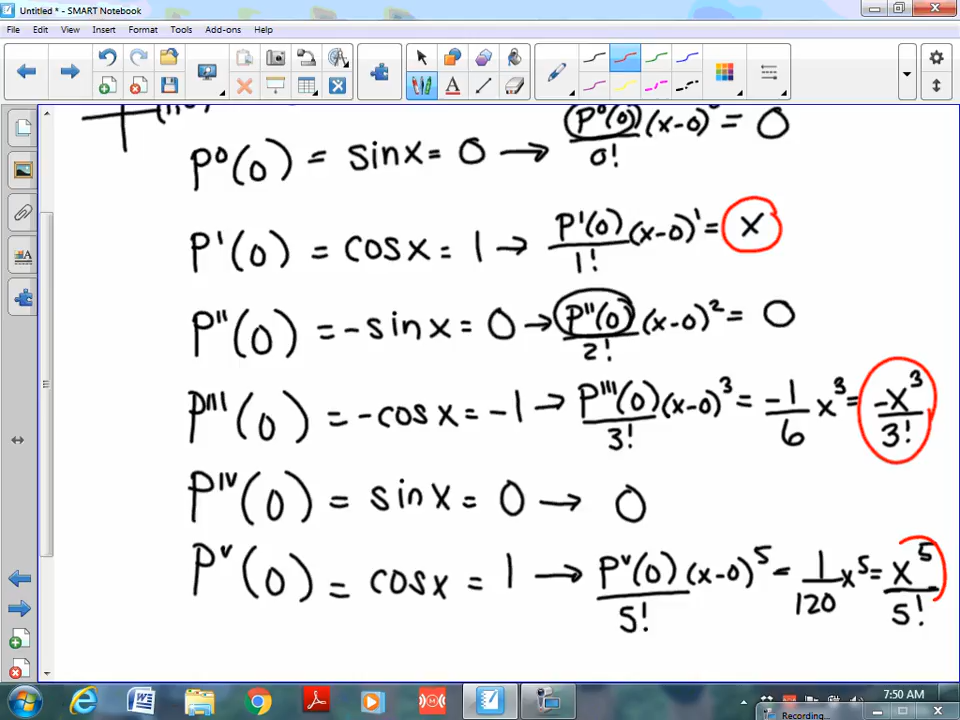 Untitled * - SMART Notebook
File Edit View Insert Format Tools Add-ons Help
P⁰(0) = sinx = 0 → P⁰(0)/0! (x-0)⁰ = 0
P'(0) = cosx = 1 → P'(0)/1! (x-0)¹ = x
P''(0) = -sinx = 0 → P''(0)/2! (x-0)² = 0
P'''(0) = -cosx = -1 → P'''(0)/3! (x-0)³ = -1/6 x³ = -x³/3!
P^IV(0) = sinx = 0 → 0
P^V(0) = cosx = 1 → P^V(0)/5! (x-0)⁵ = 1/120 x⁵ = x⁵/5!
7:50 AM
Recording...